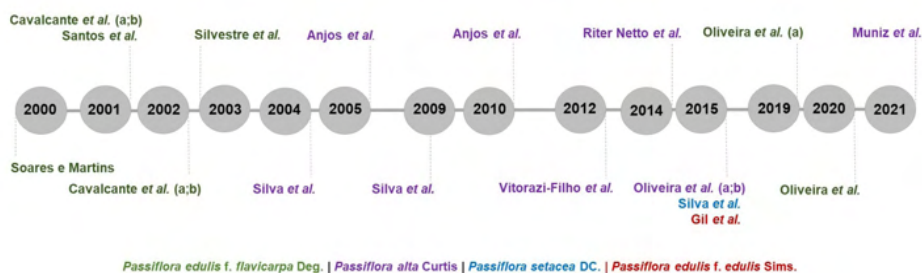 Cavalcante et al. (a;b)
Santos et al.
Silvestre et al.
Anjos et al.
Anjos et al.
Riter Netto et al.
Oliveira et al. (a)
Muniz et al.
2000 2001 2002 2003 2004 2005 2009 2010 2012 2014 2015 2019 2020 2021
Soares e Martins
Cavalcante et al. (a;b)
Silva et al.
Silva et al.
Vitorazi-Filho et al.
Oliveira et al. (a;b)
Silva et al.
Gil et al.
Oliveira et al.
Passiflora edulis f. flavicarpa Deg. | Passiflora alta Curtis | Passiflora setacea DC. | Passiflora edulis f. edulis Sims.